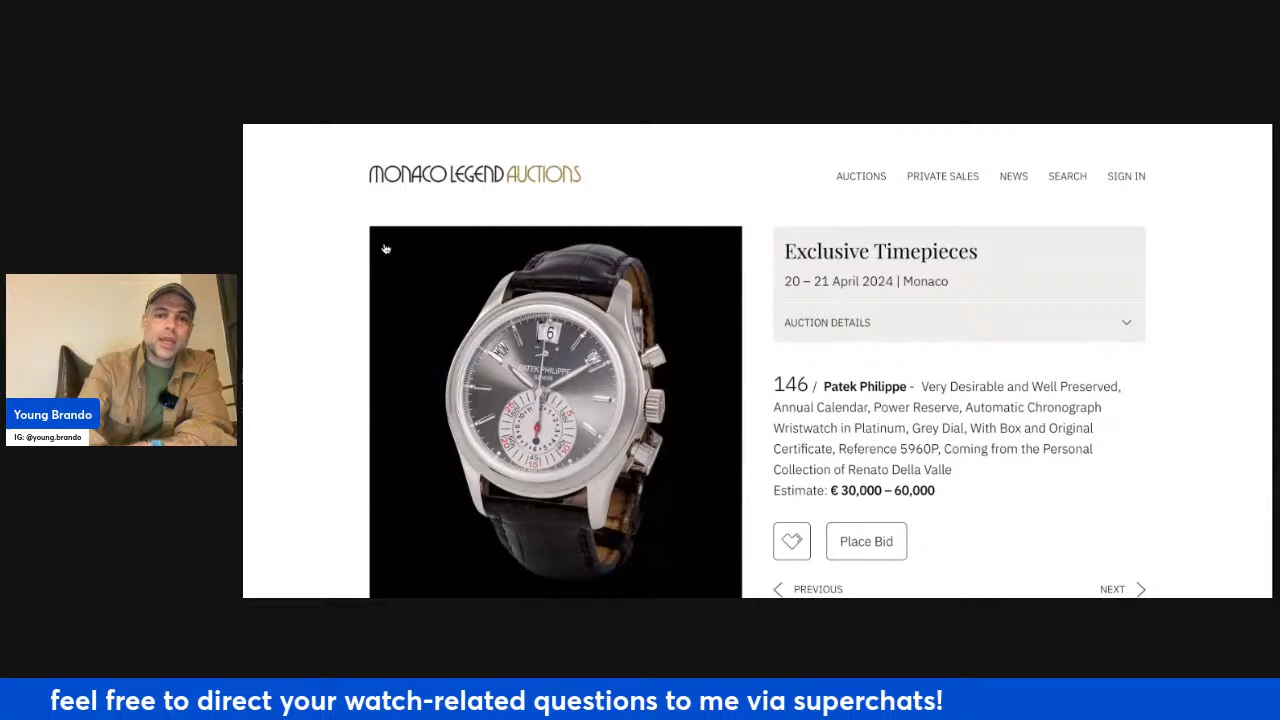 MONACO LEGEND AUCTIONS
AUCTIONS PRIVATE SALES NEWS SEARCH SIGN IN
PATEK PHILIPPE
GENEVE
6
Exclusive Timepieces
20 – 21 April 2024 | Monaco
AUCTION DETAILS
146 / Patek Philippe - Very Desirable and Well Preserved,
Annual Calendar, Power Reserve, Automatic Chronograph
Wristwatch in Platinum, Grey Dial, With Box and Original
Certificate, Reference 5960P, Coming from the Personal
Collection of Renato Della Valle
Estimate: € 30,000 – 60,000
Place Bid
PREVIOUS
NEXT
Young Brando
IG: @young.brando
feel free to direct your watch-related questions to me via superchats!